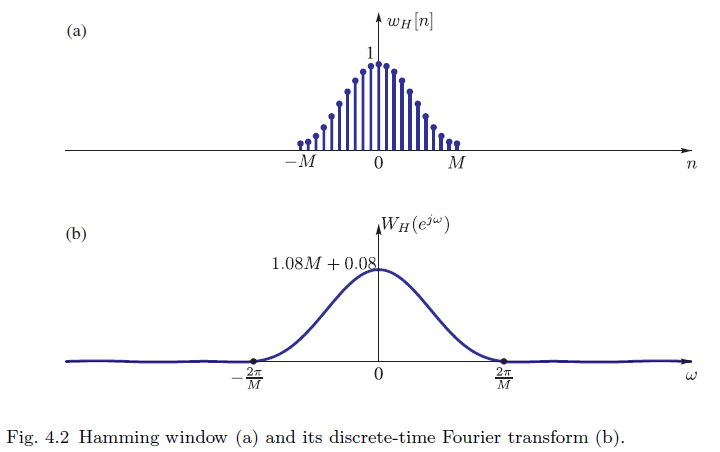 (a)
w_H[n]
1
−M
0
M
n
(b)
W_H(e^{jω})
1.08M + 0.08
−2π/M
0
2π/M
ω
Fig. 4.2 Hamming window (a) and its discrete-time Fourier transform (b).